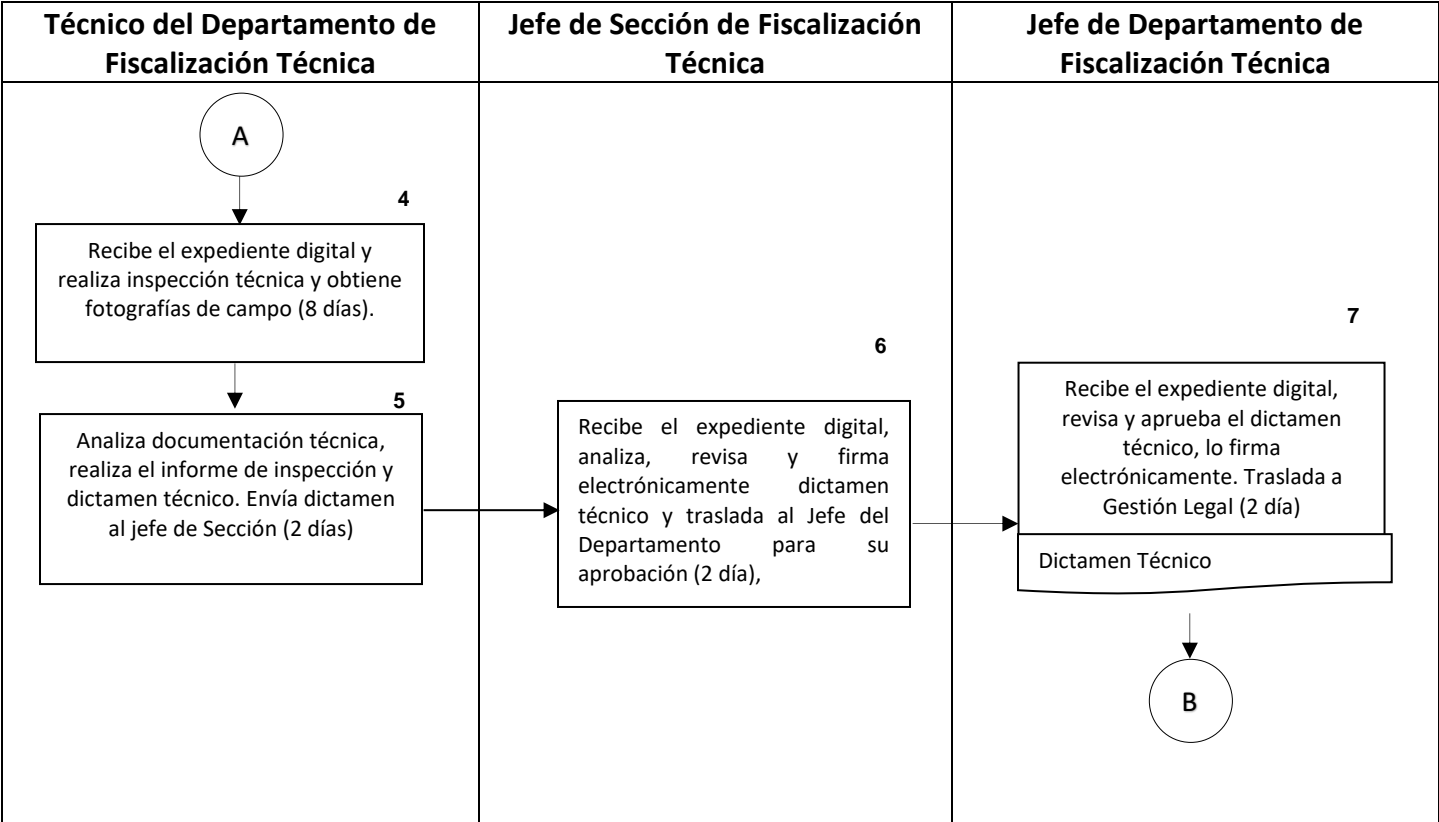 Técnico del Departamento de
Fiscalización Técnica
Jefe de Sección de Fiscalización
Técnica
Jefe de Departamento de
Fiscalización Técnica
A
4
Recibe el expediente digital y
realiza inspección técnica y obtiene
fotografías de campo (8 días).
5
Analiza documentación técnica,
realiza el informe de inspección y
dictamen técnico. Envía dictamen
al jefe de Sección (2 días)
6
Recibe el expediente digital,
analiza, revisa y firma
electrónicamente dictamen
técnico y traslada al Jefe del
Departamento para su
aprobación (2 día),
7
Recibe el expediente digital,
revisa y aprueba el dictamen
técnico, lo firma
electrónicamente. Traslada a
Gestión Legal (2 día)
Dictamen Técnico
B